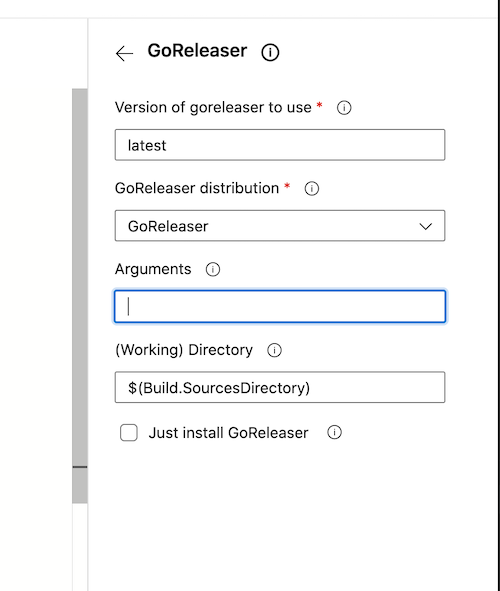 GoReleaser
Version of goreleaser to use *
latest
GoReleaser distribution *
GoReleaser
Arguments
(Working) Directory
$(Build.SourcesDirectory)
Just install GoReleaser